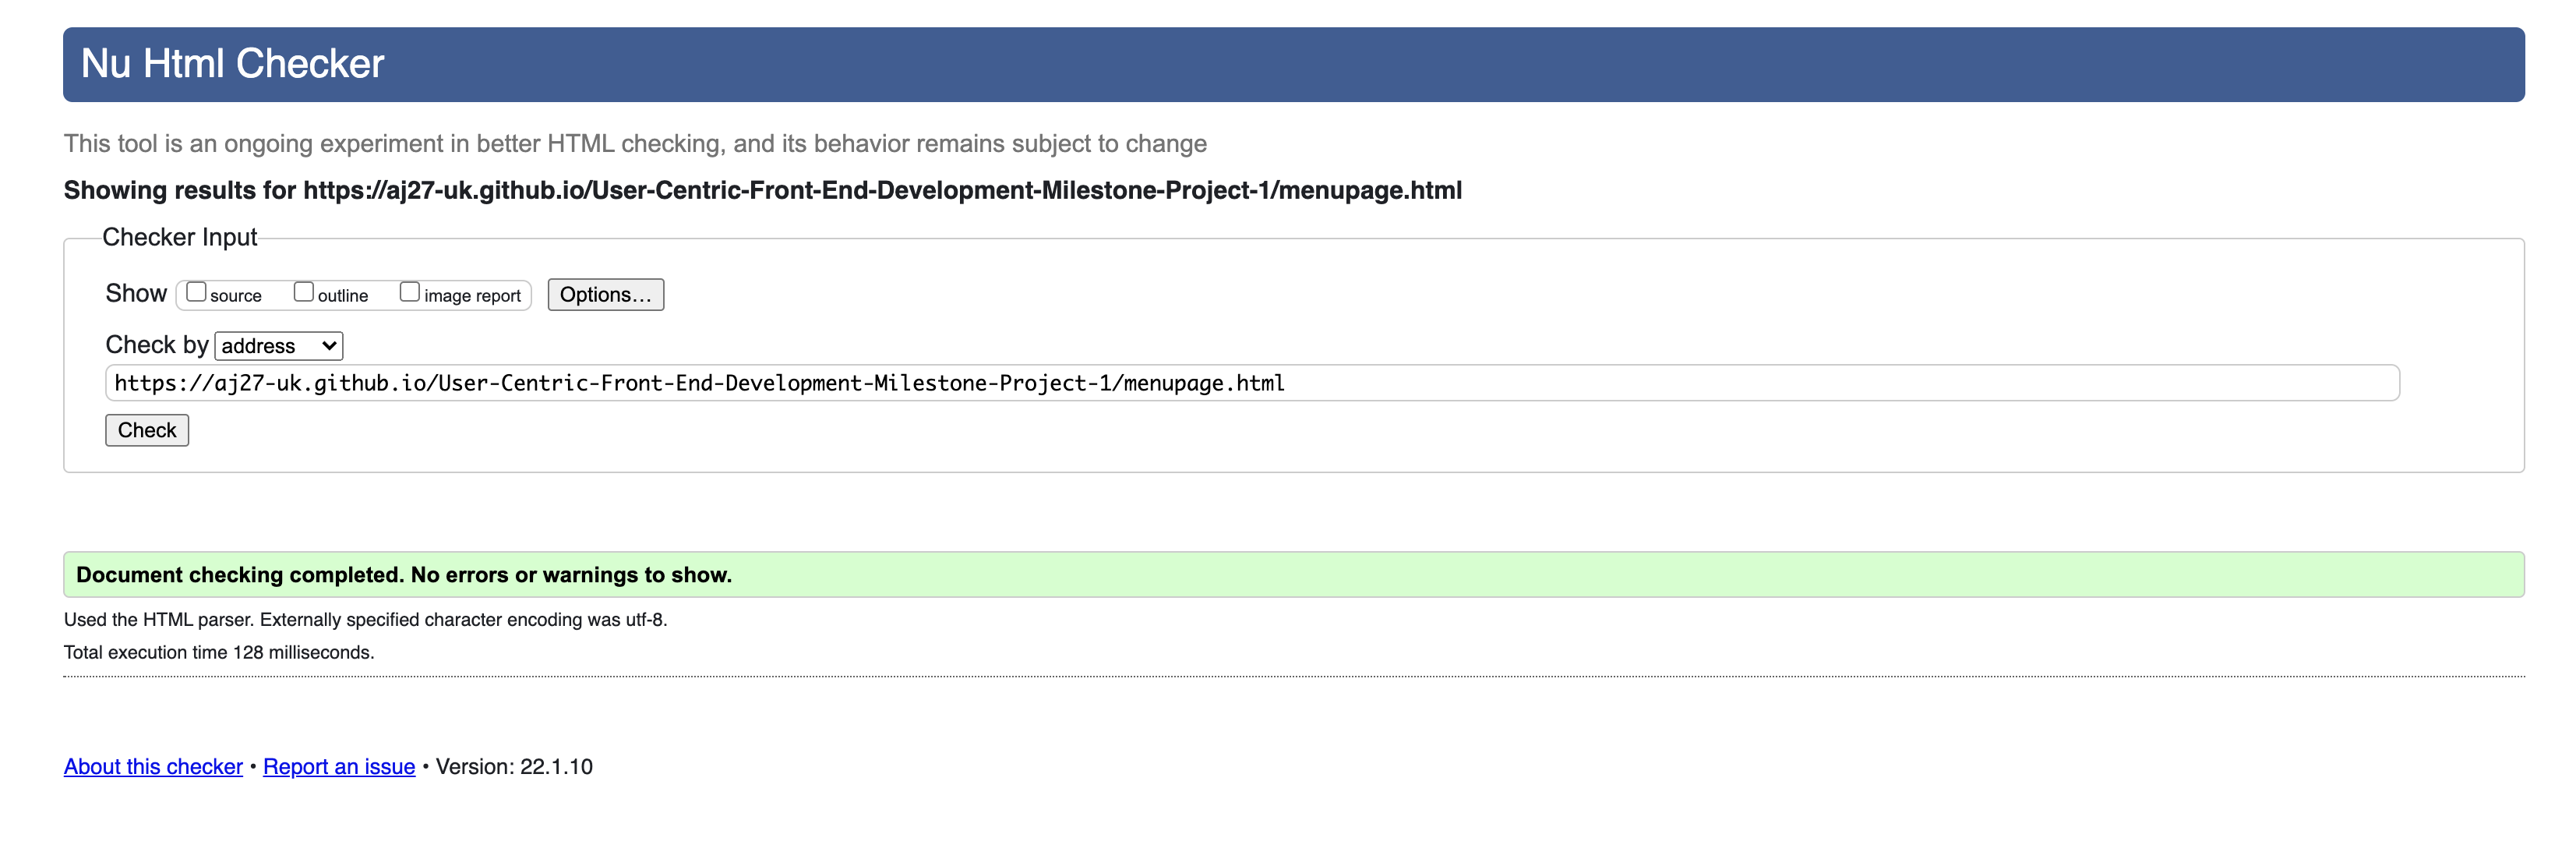 Nu Html Checker
This tool is an ongoing experiment in better HTML checking, and its behavior remains subject to change
Showing results for https://aj27-uk.github.io/User-Centric-Front-End-Development-Milestone-Project-1/menupage.html
Checker Input
Show source outline image report Options...
Check by address
https://aj27-uk.github.io/User-Centric-Front-End-Development-Milestone-Project-1/menupage.html
Check
Document checking completed. No errors or warnings to show.
Used the HTML parser. Externally specified character encoding was utf-8.
Total execution time 128 milliseconds.
About this checker • Report an issue • Version: 22.1.10